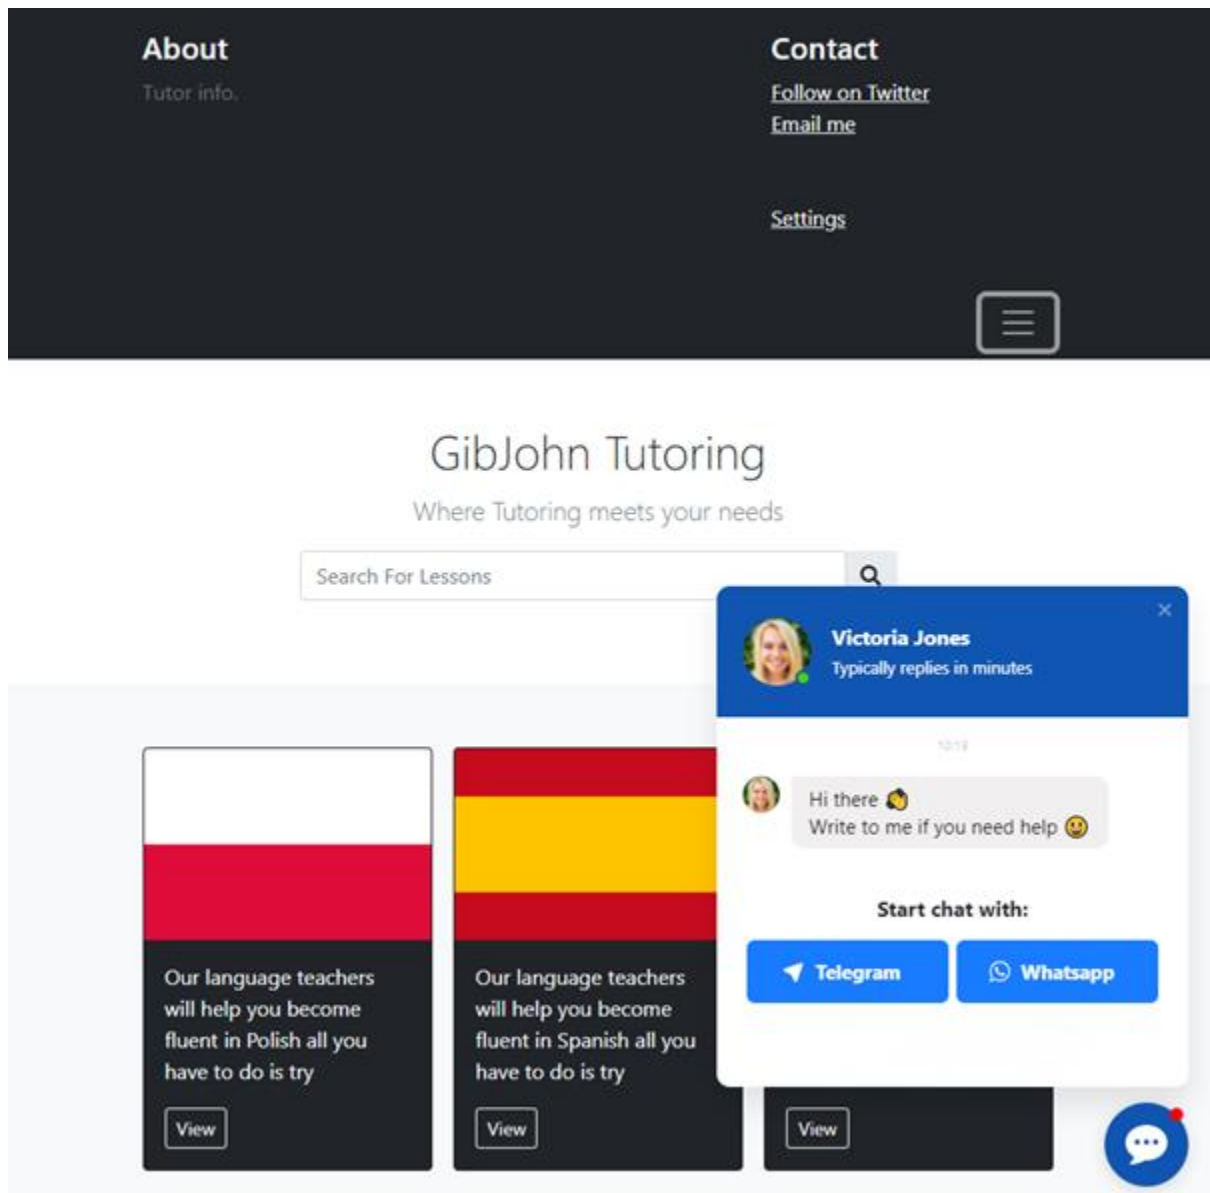 About
Tutor info.
Contact
Follow on Twitter
Email me
Settings
GibJohn Tutoring
Where Tutoring meets your needs
Search For Lessons
Victoria Jones
Typically replies in minutes
Hi there 👋
Write to me if you need help 😃
Start chat with:
Telegram
Whatsapp
Our language teachers
will help you become
fluent in Polish all you
have to do is try
View
Our language teachers
will help you become
fluent in Spanish all you
have to do is try
View
View